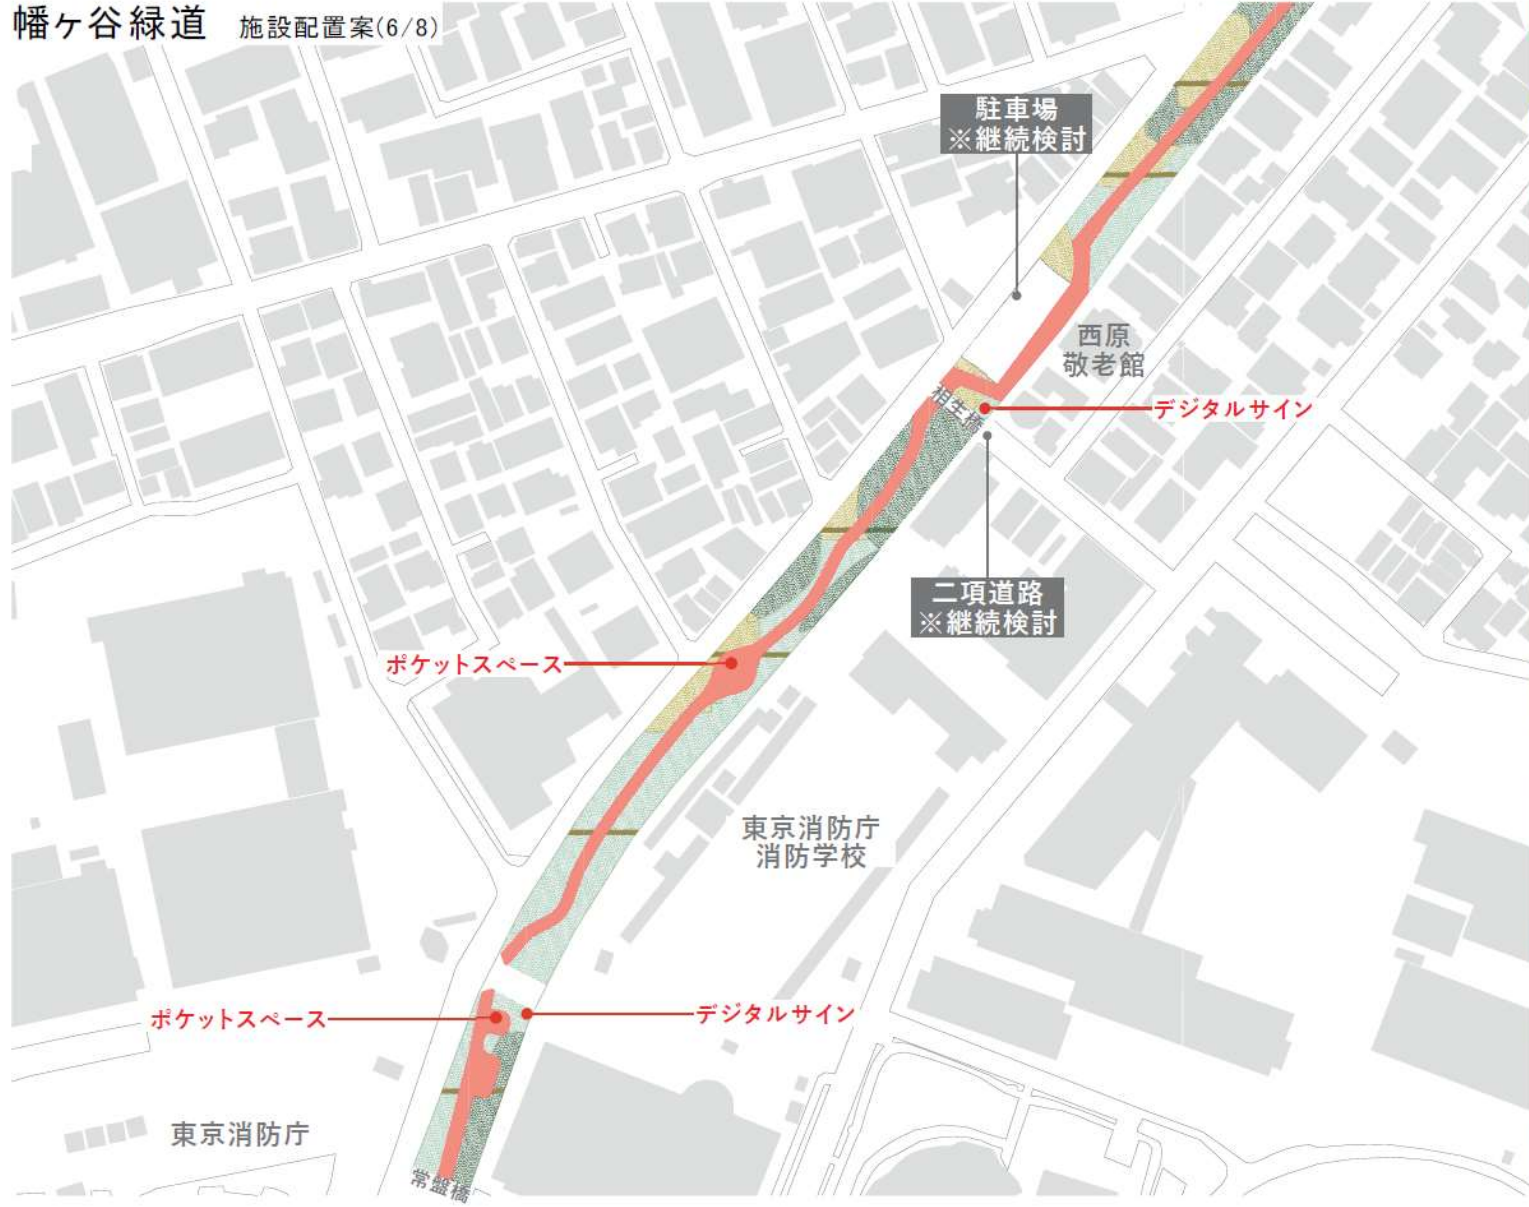 幡ヶ谷緑道 施設配置案(6/8)
駐車場
※継続検討
西原
敬老館
相生橋
デジタルサイン
二項道路
※継続検討
ポケットスペース
東京消防庁
消防学校
ポケットスペース
デジタルサイン
東京消防庁
常盤橋